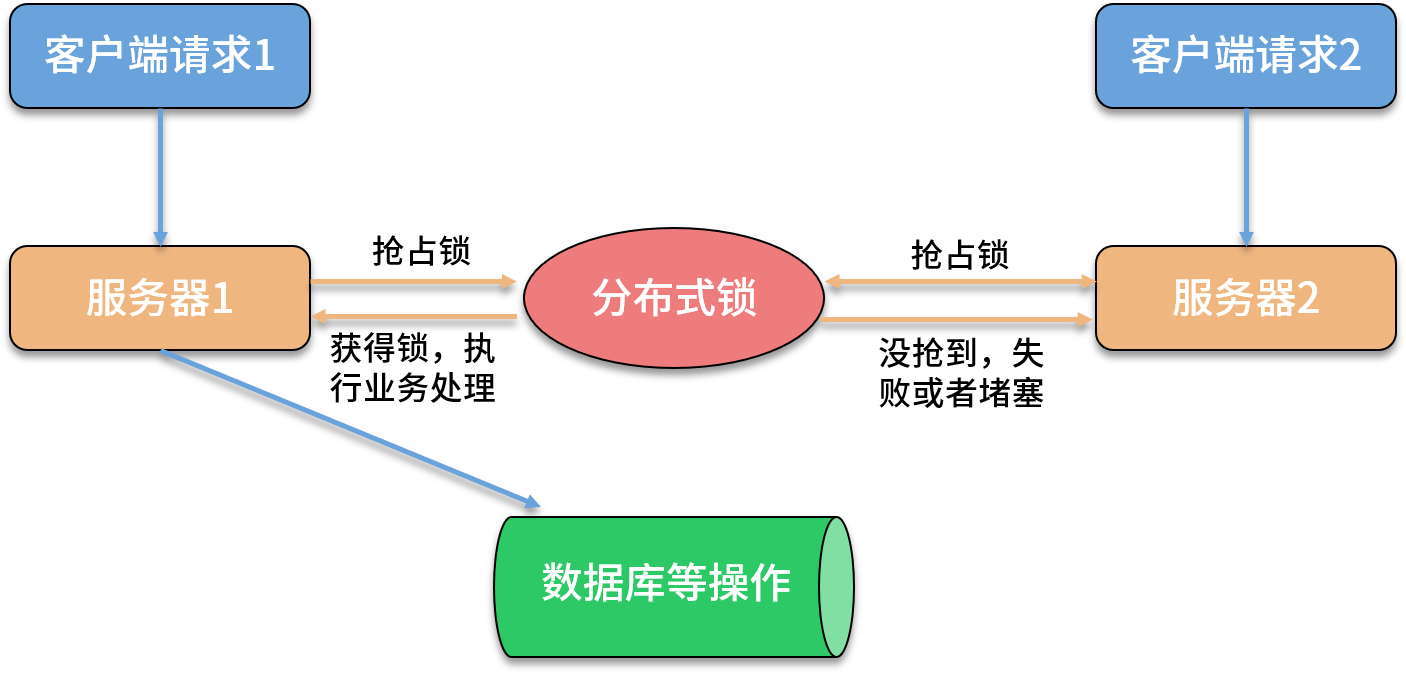 客户端请求1
客户端请求2
抢占锁
抢占锁
服务器1
分布式锁
服务器2
获得锁，执
行业务处理
没抢到，失
败或者堵塞
数据库等操作